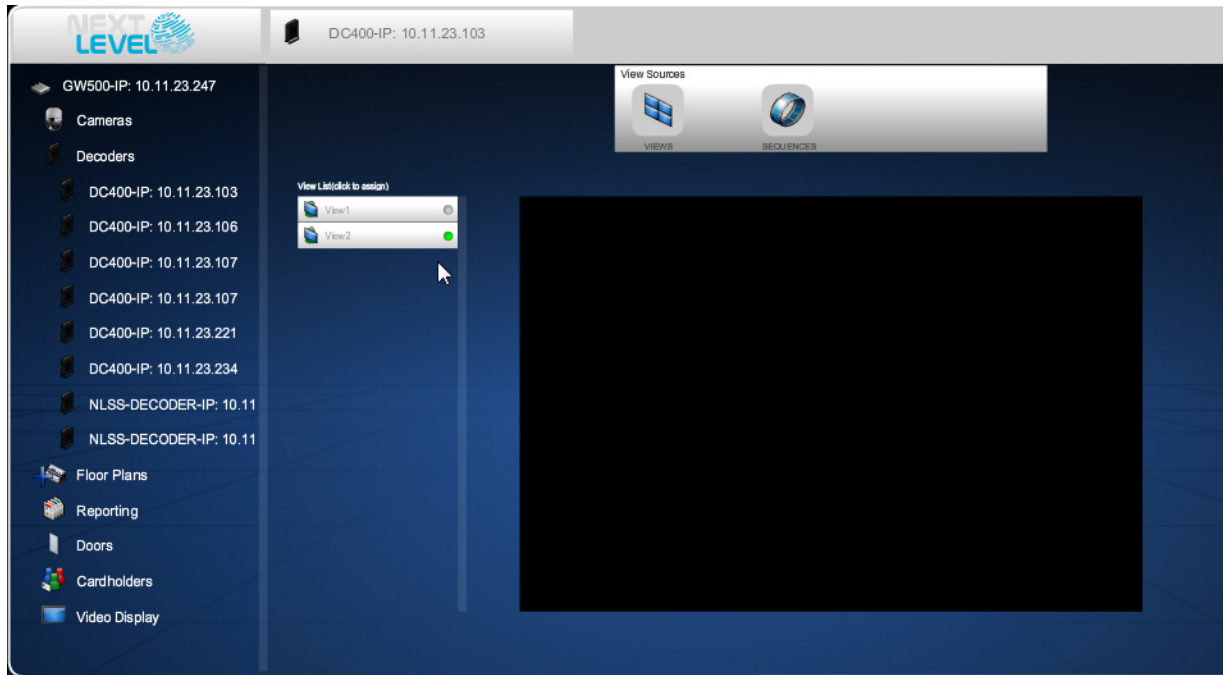 NEXT
LEVEL
DC400-IP: 10.11.23.103
GW500-IP: 10.11.23.247
Cameras
Decoders
DC400-IP: 10.11.23.103
DC400-IP: 10.11.23.106
DC400-IP: 10.11.23.107
DC400-IP: 10.11.23.107
DC400-IP: 10.11.23.221
DC400-IP: 10.11.23.234
NLSS-DECODER-IP: 10.11
NLSS-DECODER-IP: 10.11
Floor Plans
Reporting
Doors
Cardholders
Video Display
View Sources
VIEWS
SEQUENCES
View List(click to assign)
View1
View2